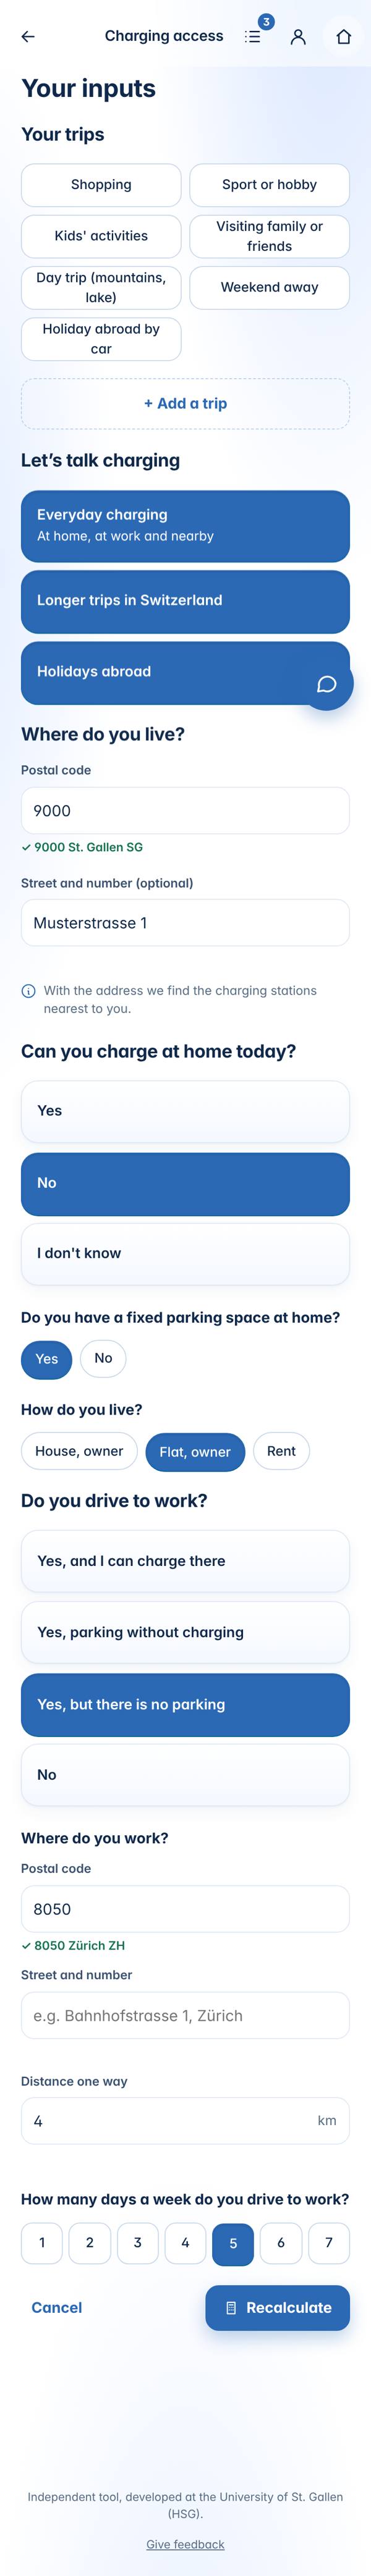 Charging access
3
Your inputs
Your trips
Shopping
Sport or hobby
Kids' activities
Visiting family or
friends
Day trip (mountains,
lake)
Weekend away
Holiday abroad by
car
+ Add a trip
Let’s talk charging
Everyday charging
At home, at work and nearby
Longer trips in Switzerland
Holidays abroad
Where do you live?
Postal code
9000
✓ 9000 St. Gallen SG
Street and number (optional)
Musterstrasse 1
With the address we find the charging stations
nearest to you.
Can you charge at home today?
Yes
No
I don't know
Do you have a fixed parking space at home?
Yes
No
How do you live?
House, owner
Flat, owner
Rent
Do you drive to work?
Yes, and I can charge there
Yes, parking without charging
Yes, but there is no parking
No
Where do you work?
Postal code
8050
✓ 8050 Zürich ZH
Street and number
e.g. Bahnhofstrasse 1, Zürich
Distance one way
4
km
How many days a week do you drive to work?
1
2
3
4
5
6
7
Cancel
Recalculate
Independent tool, developed at the University of St. Gallen
(HSG).
Give feedback